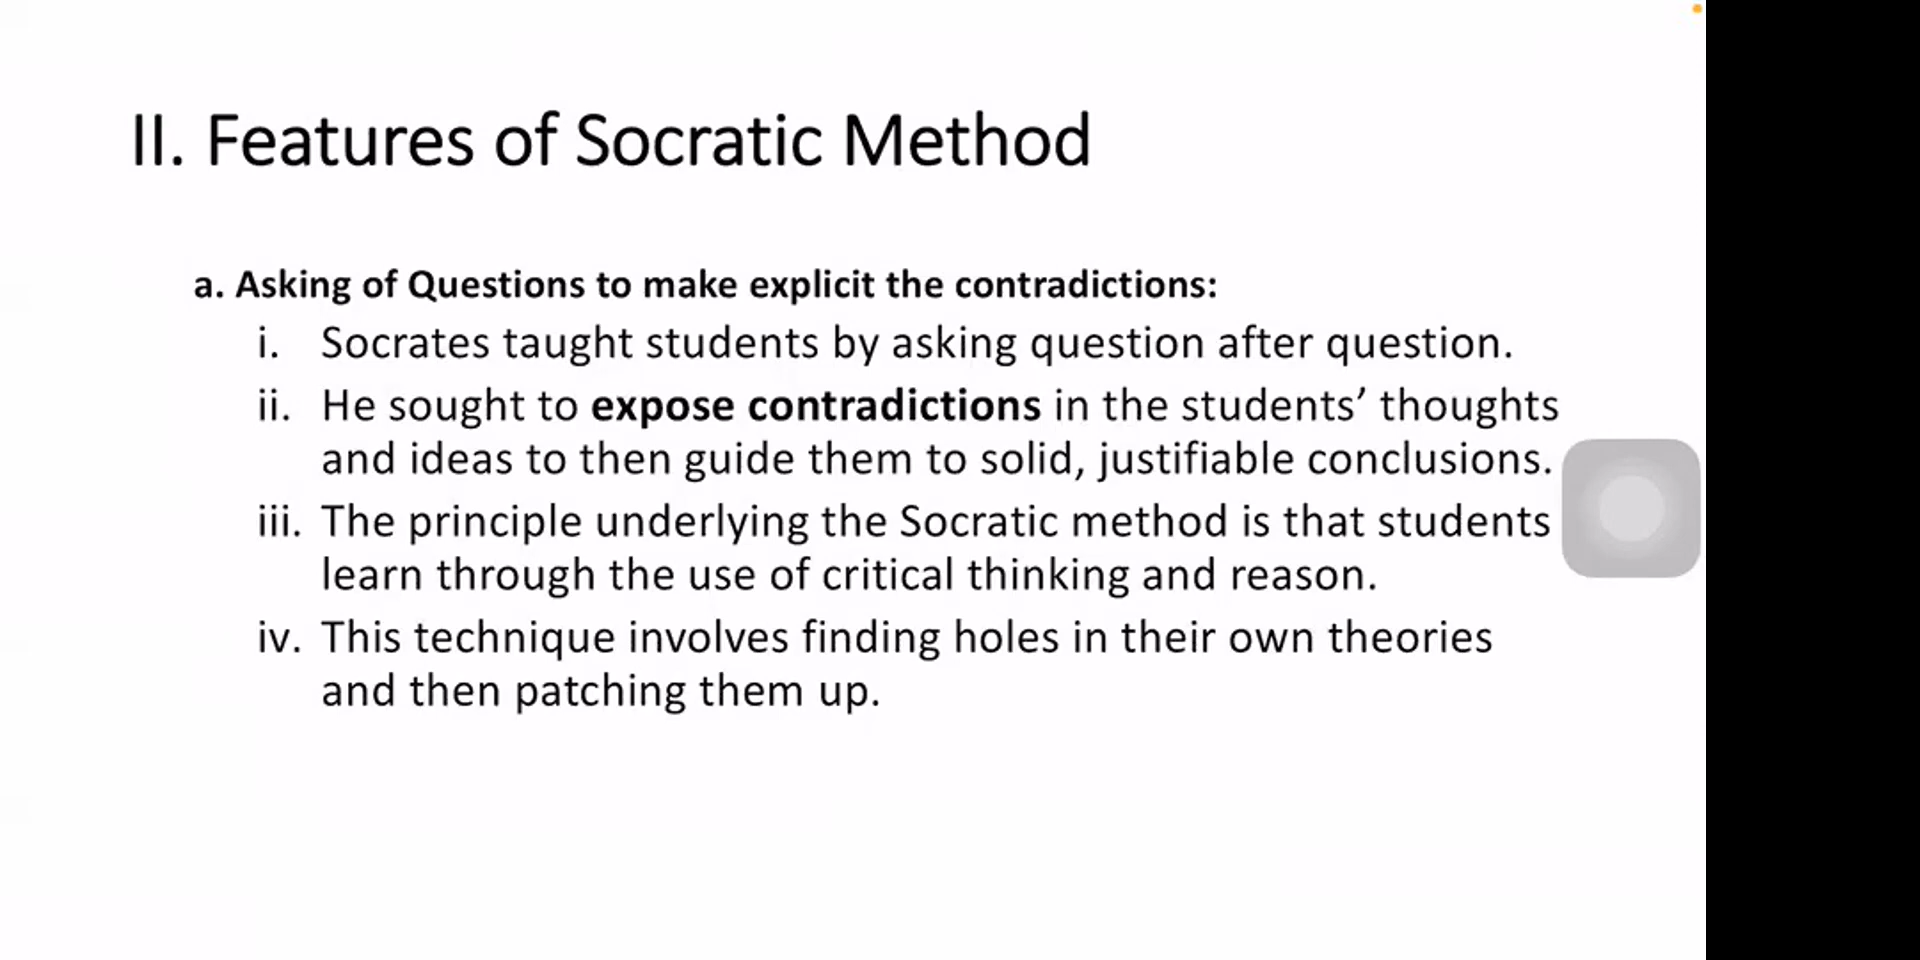 II. Features of Socratic Method
a. Asking of Questions to make explicit the contradictions:
i. Socrates taught students by asking question after question.
ii. He sought to expose contradictions in the students’ thoughts
and ideas to then guide them to solid, justifiable conclusions.
iii. The principle underlying the Socratic method is that students
learn through the use of critical thinking and reason.
iv. This technique involves finding holes in their own theories
and then patching them up.